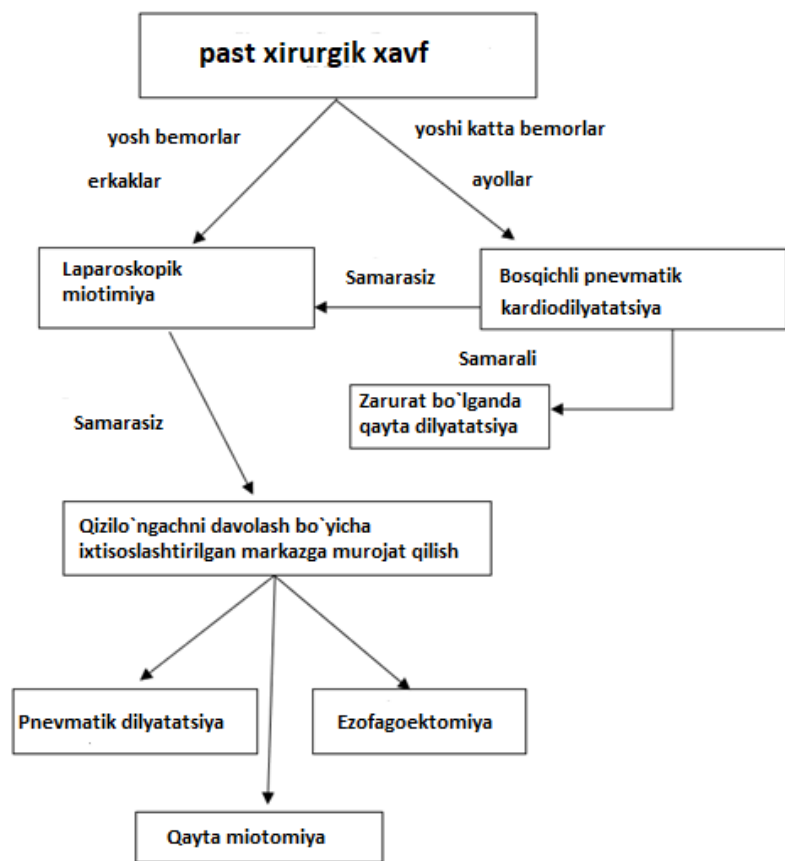 past xirurgik xavf
yosh bemorlar
yoshi katta bemorlar
erkaklar
ayollar
Laparoskopik
miotimiya
Samarasiz
Bosqichli pnevmatik
kardiodilyatatsiya
Samarali
Zarurat bo`lganda
qayta dilyatatsiya
Samarasiz
Qizilo`ngachni davolash bo`yicha
ixtisoslashtirilgan markazga murojat qilish
Pnevmatik dilyatatsiya
Ezofagoektomiya
Qayta miotomiya